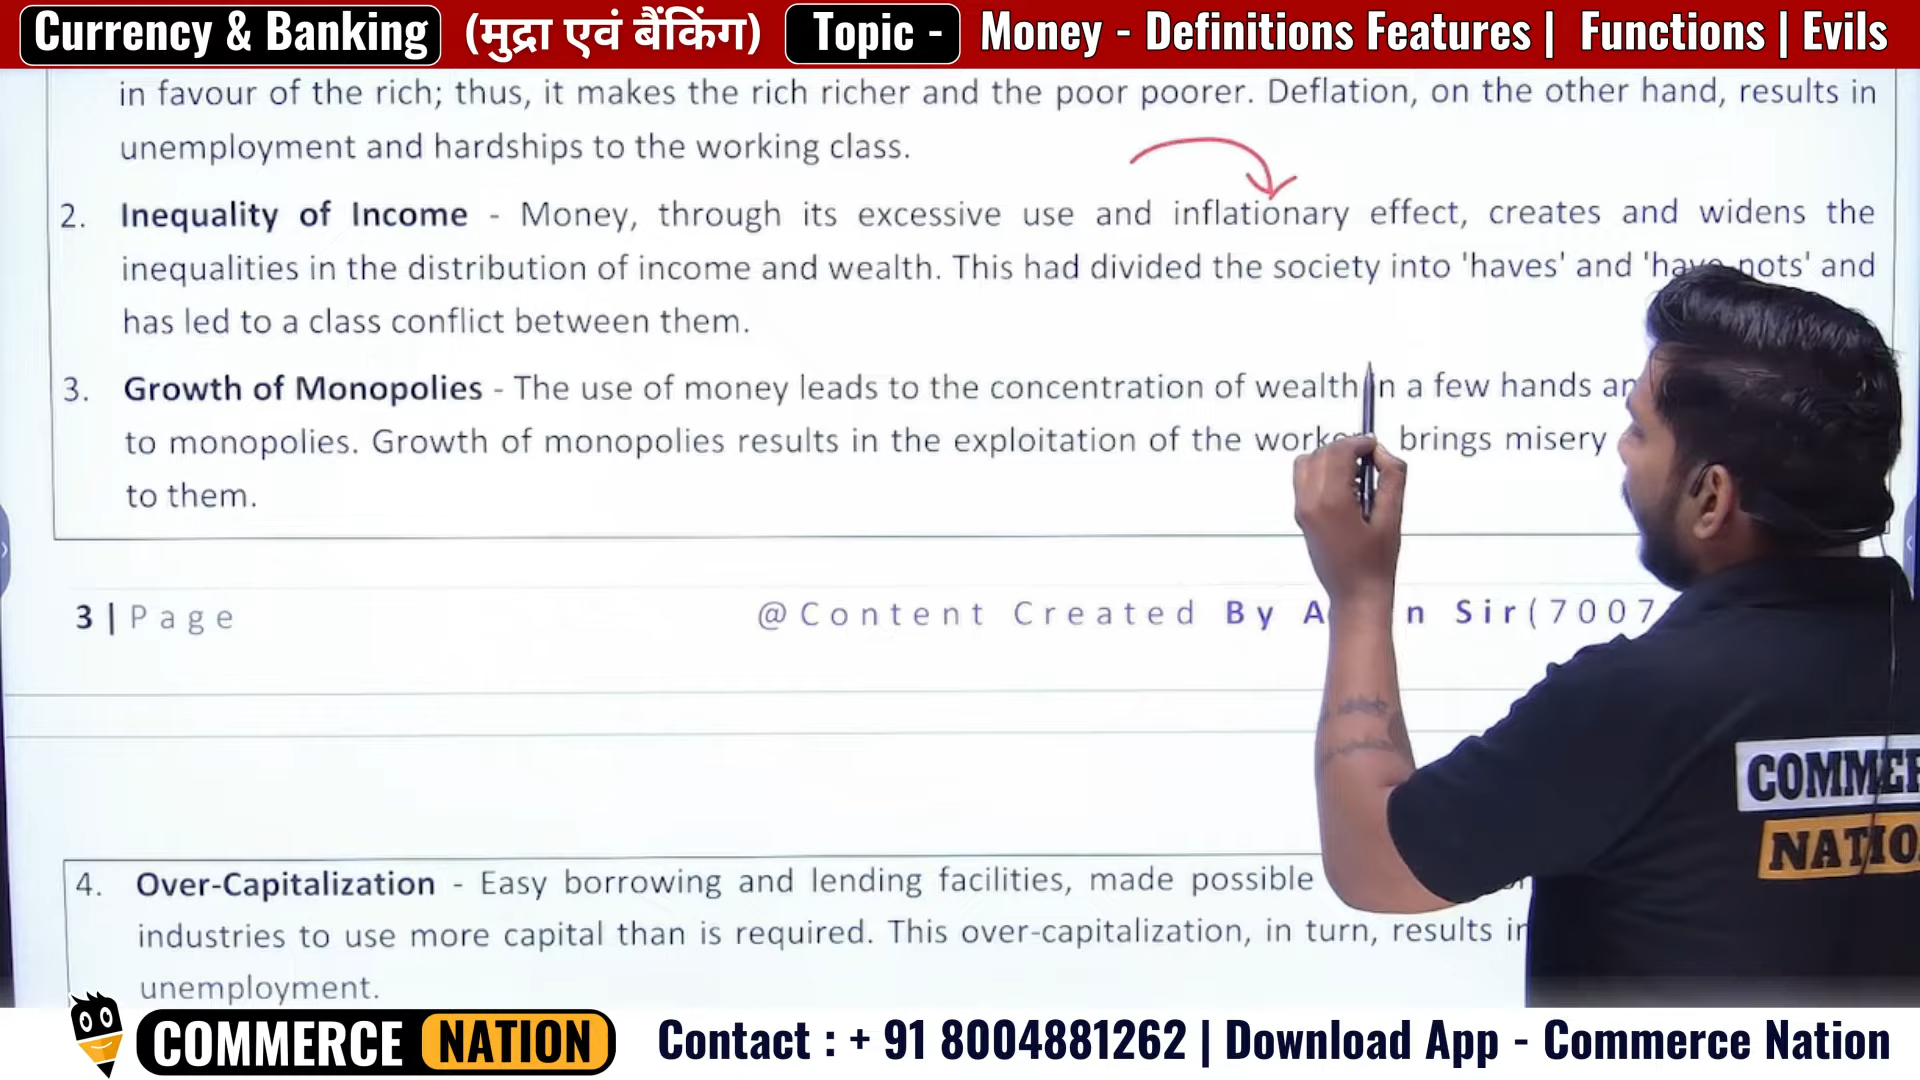 Currency & Banking (मुद्रा एवं बैंकिंग) Topic - Money - Definitions Features | Functions | Evils
in favour of the rich; thus, it makes the rich richer and the poor poorer. Deflation, on the other hand, results in
unemployment and hardships to the working class.
2. Inequality of Income - Money, through its excessive use and inflationary effect, creates and widens the
inequalities in the distribution of income and wealth. This had divided the society into 'haves' and 'have-nots' and
has led to a class conflict between them.
3. Growth of Monopolies - The use of money leads to the concentration of wealth in a few hands
to monopolies. Growth of monopolies results in the exploitation of the brings misery
to them.
3 | Page @Content Created By Sir(7007
4. Over-Capitalization - Easy borrowing and lending facilities, made possible
industries to use more capital than is required. This over-capitalization, in turn, results in
unemployment.
COMMER
NATIO
COMMERCE NATION Contact : + 91 8004881262 | Download App - Commerce Nation